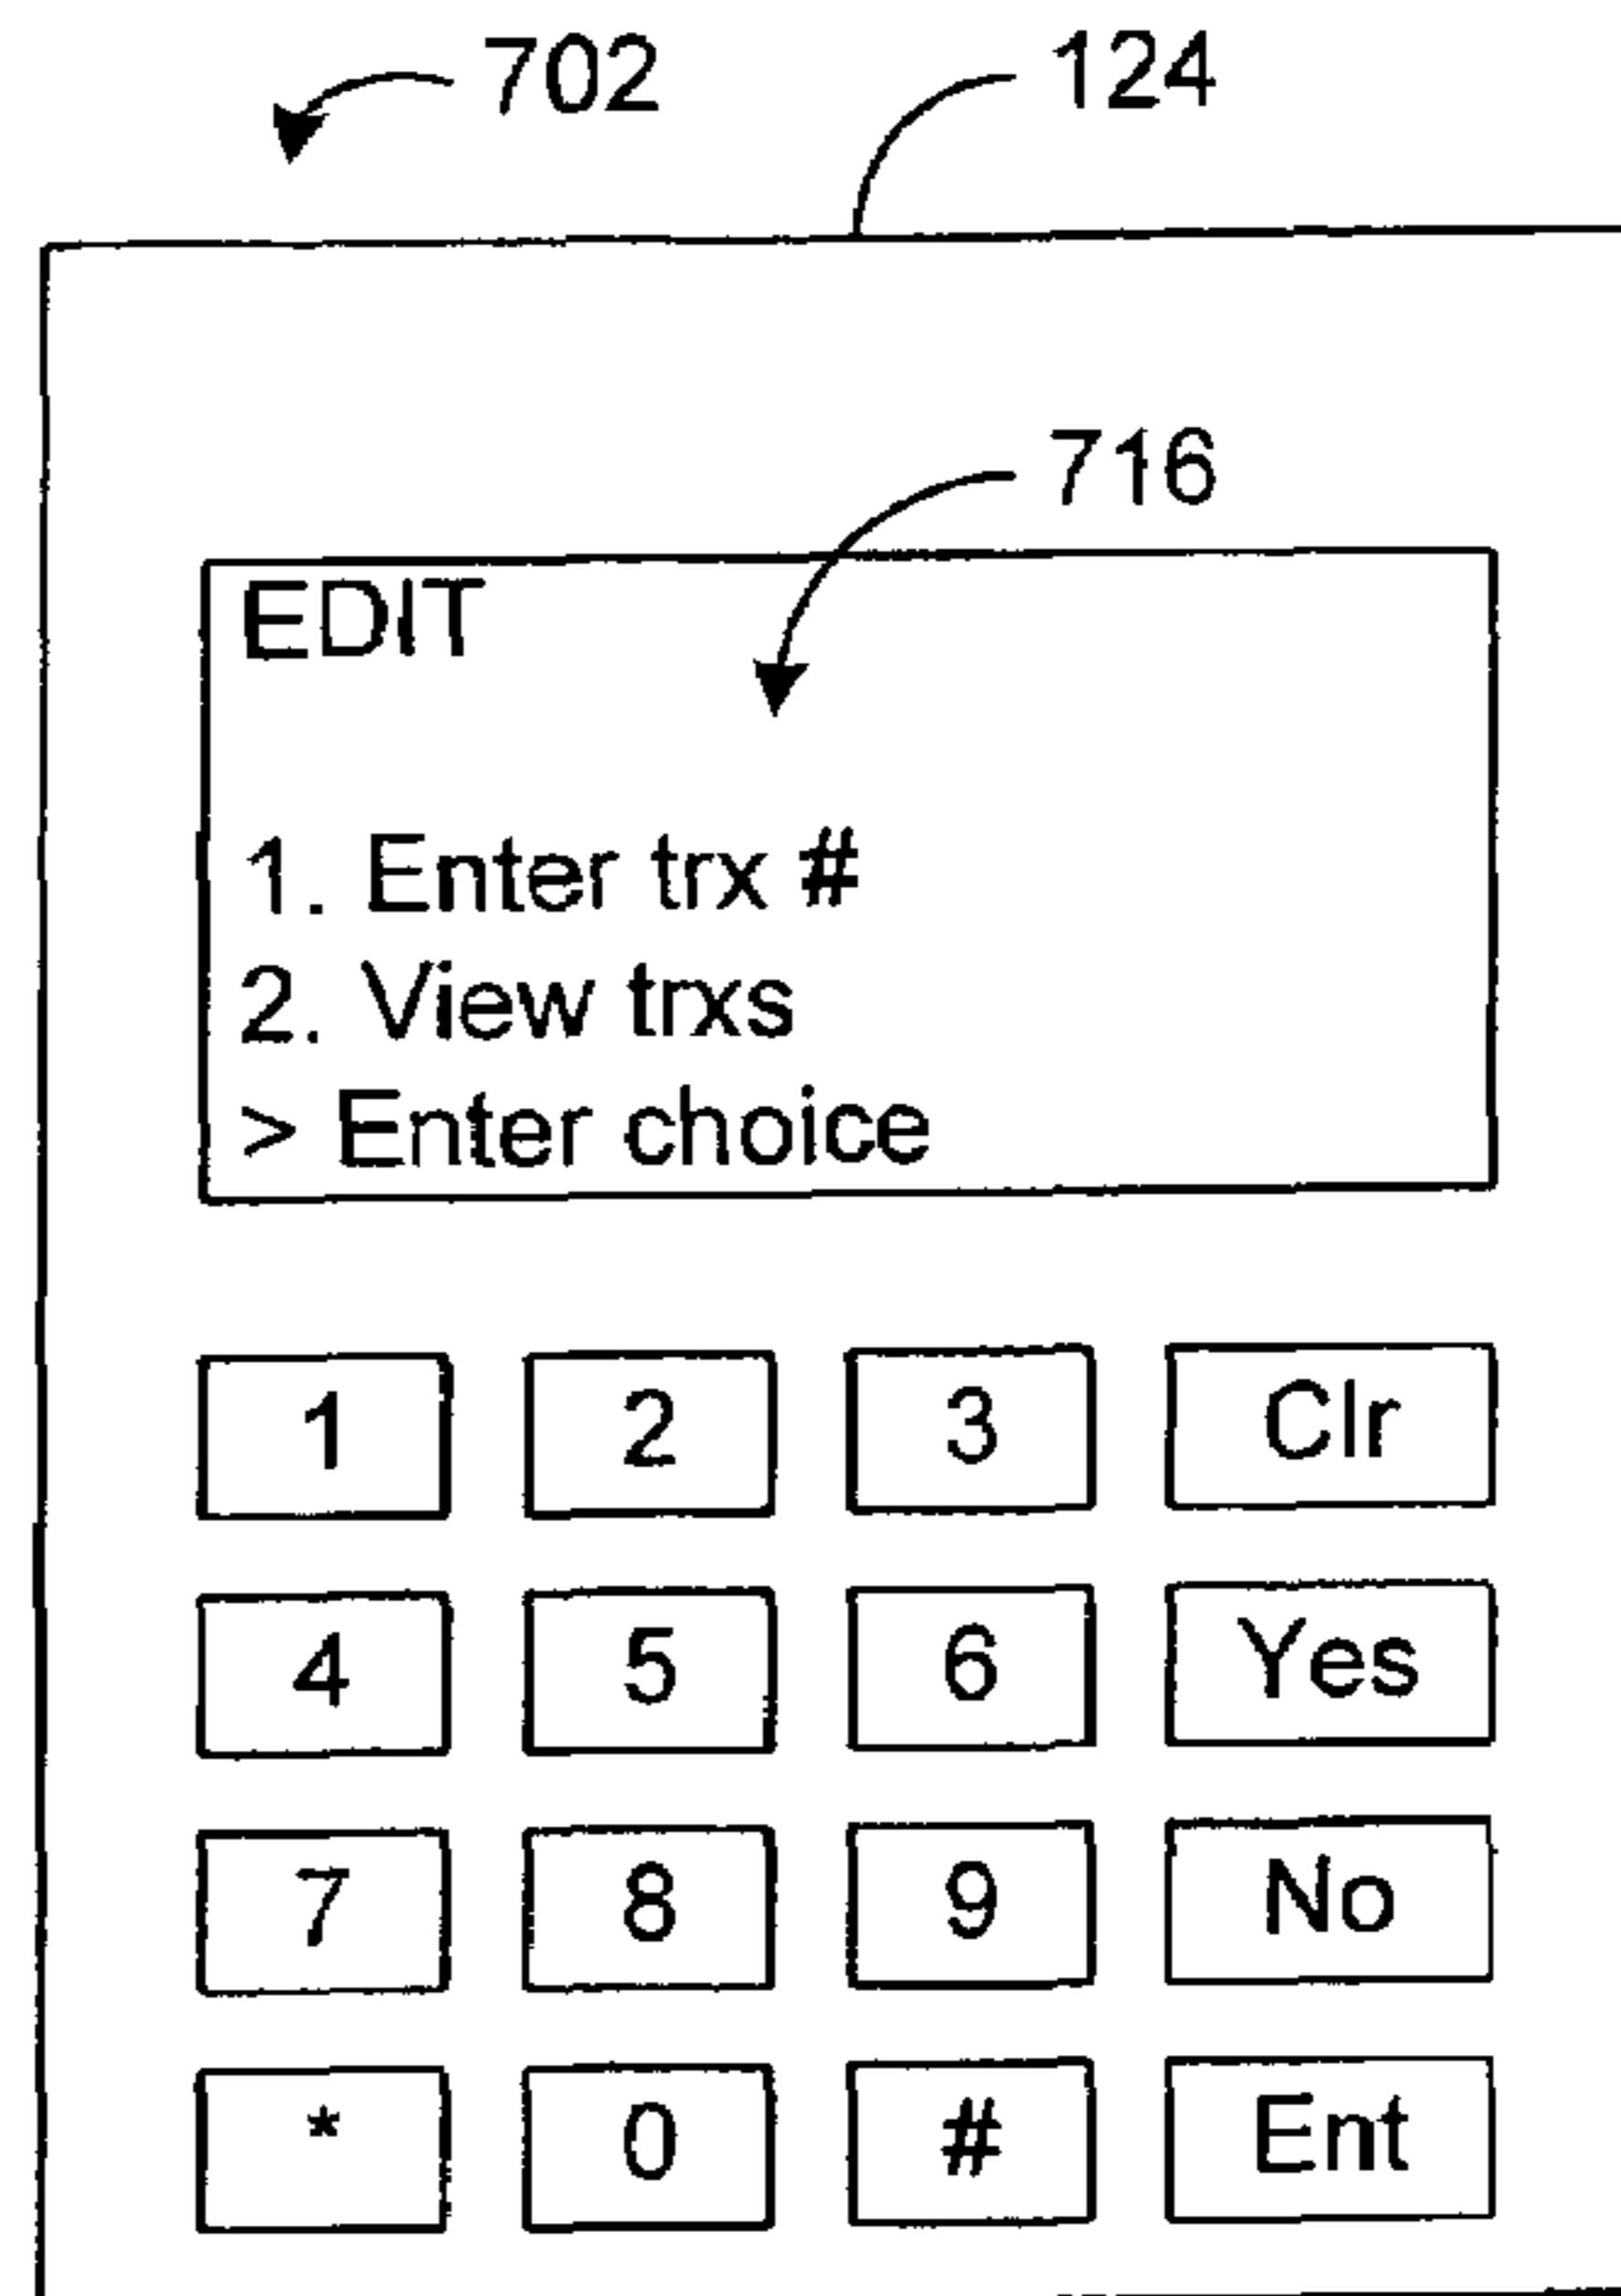 702 124
716
EDIT
1. Enter trx #
2. View trxs
> Enter choice
1 2 3 Clr
4 5 6 Yes
7 8 9 No
* 0 # Ent